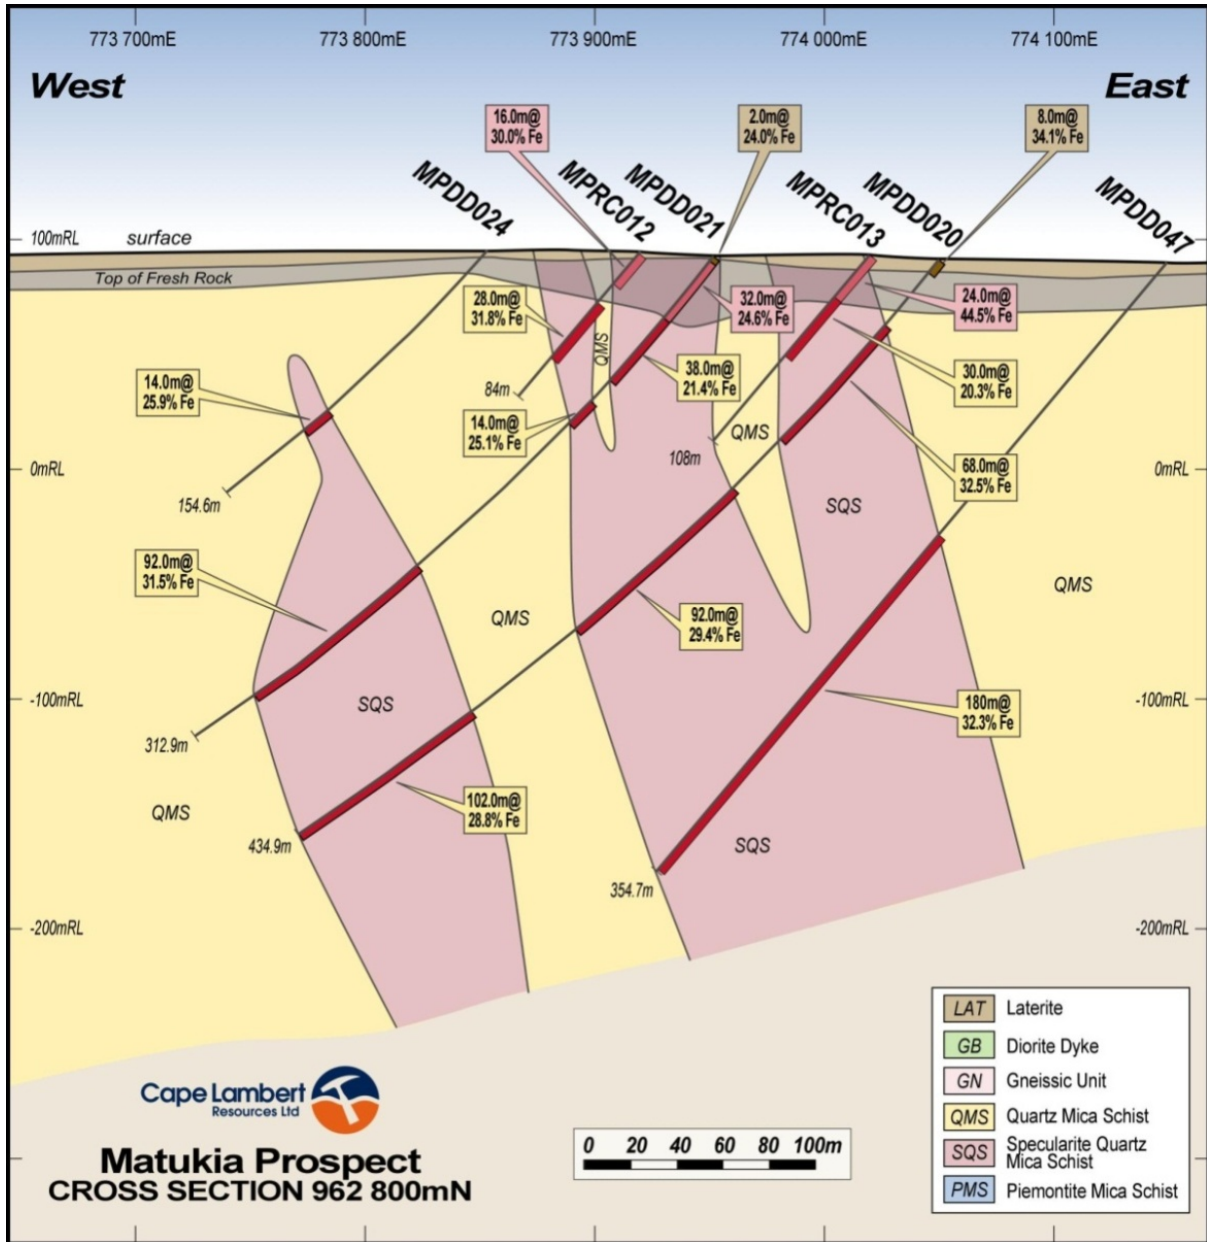 773 700mE
773 800mE
773 900mE
774 000mE
774 100mE
West
East
16.0m@
30.0% Fe
2.0m@
24.0% Fe
8.0m@
34.1% Fe
MPDD024
MPRC012
MPDD021
MPRC013
MPDD020
MPDD047
100mRL
surface
Top of Fresh Rock
28.0m@
31.8% Fe
32.0m@
24.6% Fe
24.0m@
44.5% Fe
QMS
14.0m@
25.9% Fe
84m
38.0m@
21.4% Fe
30.0m@
20.3% Fe
14.0m@
25.1% Fe
QMS
108m
0mRL
0mRL
68.0m@
32.5% Fe
154.6m
SQS
92.0m@
31.5% Fe
QMS
QMS
92.0m@
29.4% Fe
-100mRL
-100mRL
SQS
180m@
32.3% Fe
312.9m
QMS
102.0m@
28.8% Fe
434.9m
SQS
354.7m
-200mRL
-200mRL
LAT Laterite
GB Diorite Dyke
GN Gneissic Unit
QMS Quartz Mica Schist
SQS Specularite Quartz
Mica Schist
PMS Piemontite Mica Schist
Cape Lambert
Resources Ltd
Matukia Prospect
CROSS SECTION 962 800mN
0 20 40 60 80 100m